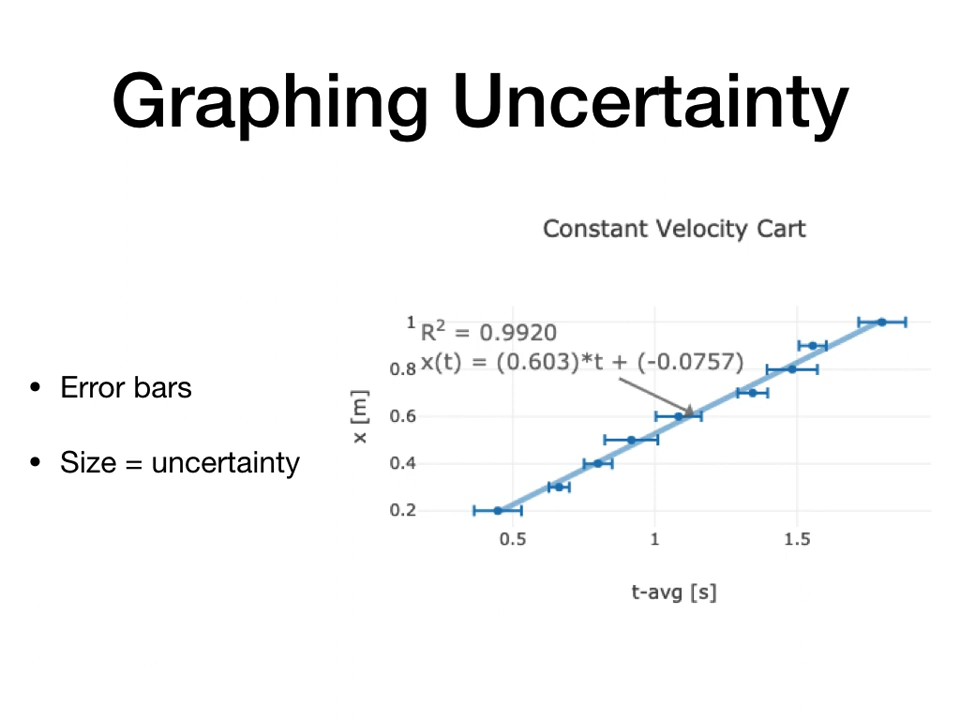 Graphing Uncertainty
• Error bars
• Size = uncertainty
Constant Velocity Cart
R² = 0.9920
x(t) = (0.603)*t + (-0.0757)
x [m]
1
0.8
0.6
0.4
0.2
0.5 1 1.5
t-avg [s]